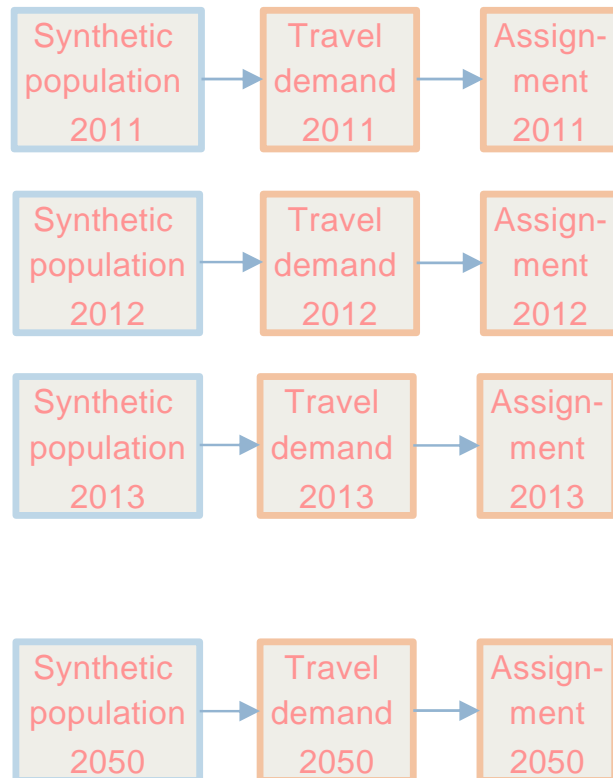 Synthetic
population
2011
Travel
demand
2011
Assign-
ment
2011
Synthetic
population
2012
Travel
demand
2012
Assign-
ment
2012
Synthetic
population
2013
Travel
demand
2013
Assign-
ment
2013
Synthetic
population
2050
Travel
demand
2050
Assign-
ment
2050